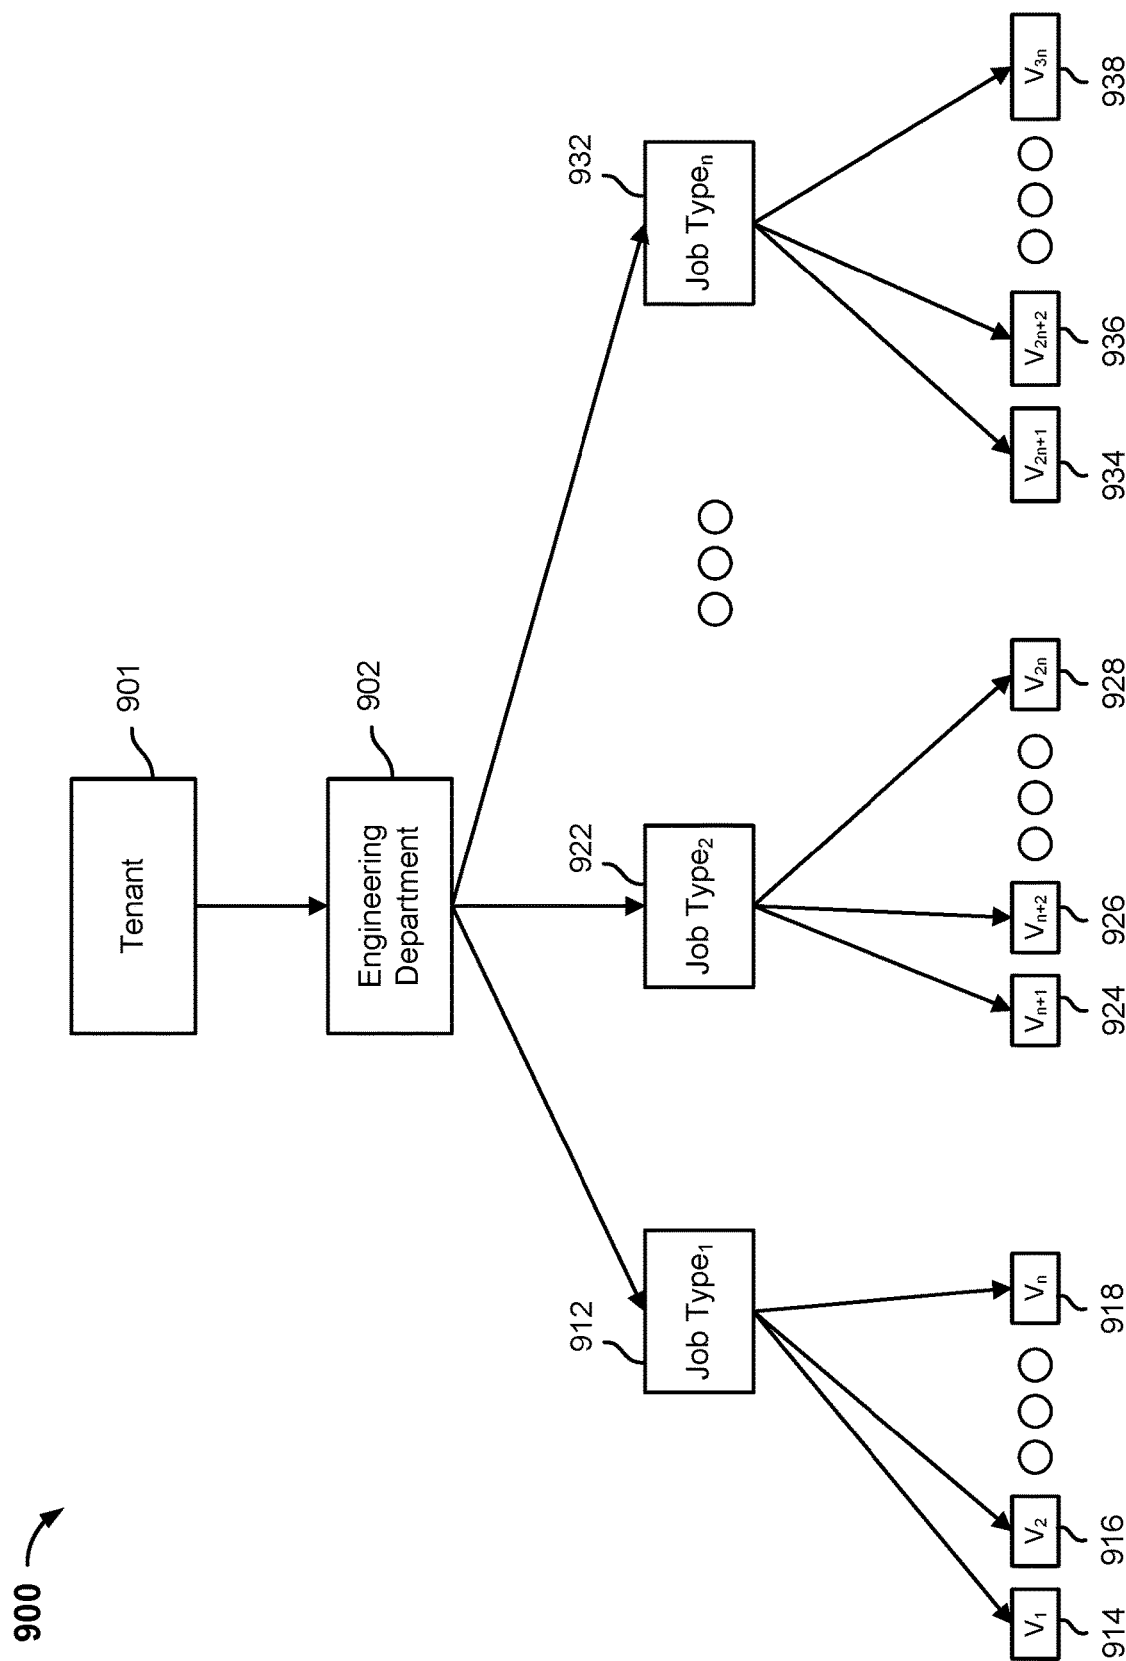 900
Tenant
901
Engineering
Department
902
912
Job Type₁
922
Job Type₂
932
Job Typeₙ
V₁
V₂
Vₙ
Vₙ₊₁
Vₙ₊₂
V₂ₙ
V₂ₙ₊₁
V₂ₙ₊₂
V₃ₙ
914
916
918
924
926
928
934
936
938